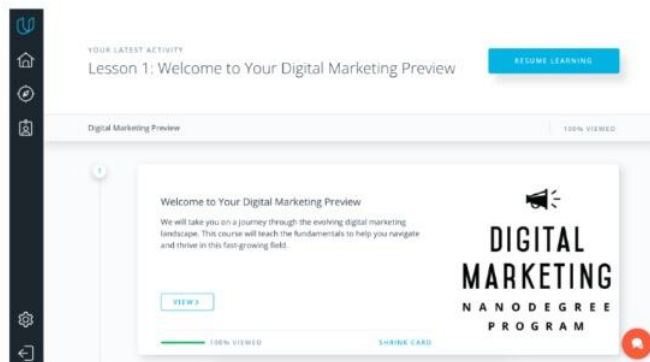 YOUR LATEST ACTIVITY
Lesson 1: Welcome to Your Digital Marketing Preview
RESUME LEARNING
Digital Marketing Preview
100% VIEWED
1
Welcome to Your Digital Marketing Preview
We will take you on a journey through the evolving digital marketing
landscape. This course will teach the fundamentals to help you navigate
and thrive in this fast-growing field.
VIEW
100% VIEWED
SHRINK CARD
DIGITAL
MARKETING
NANODEGREE
PROGRAM